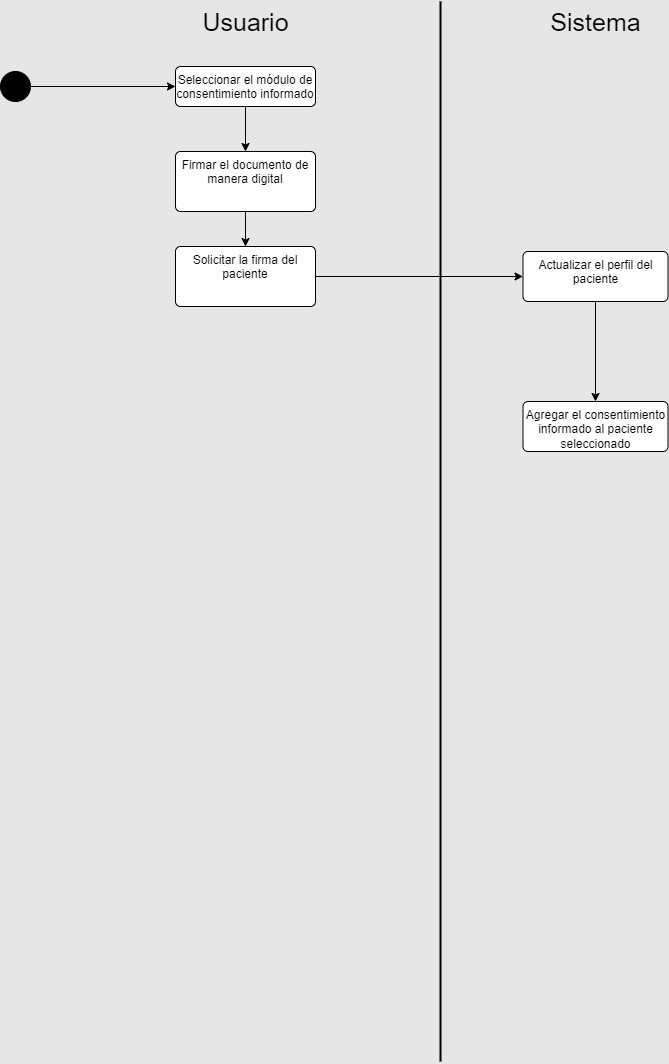 Usuario
Sistema
Seleccionar el módulo de
consentimiento informado
Firmar el documento de
manera digital
Solicitar la firma del
paciente
Actualizar el perfil del
paciente
Agregar el consentimiento
informado al paciente
seleccionado